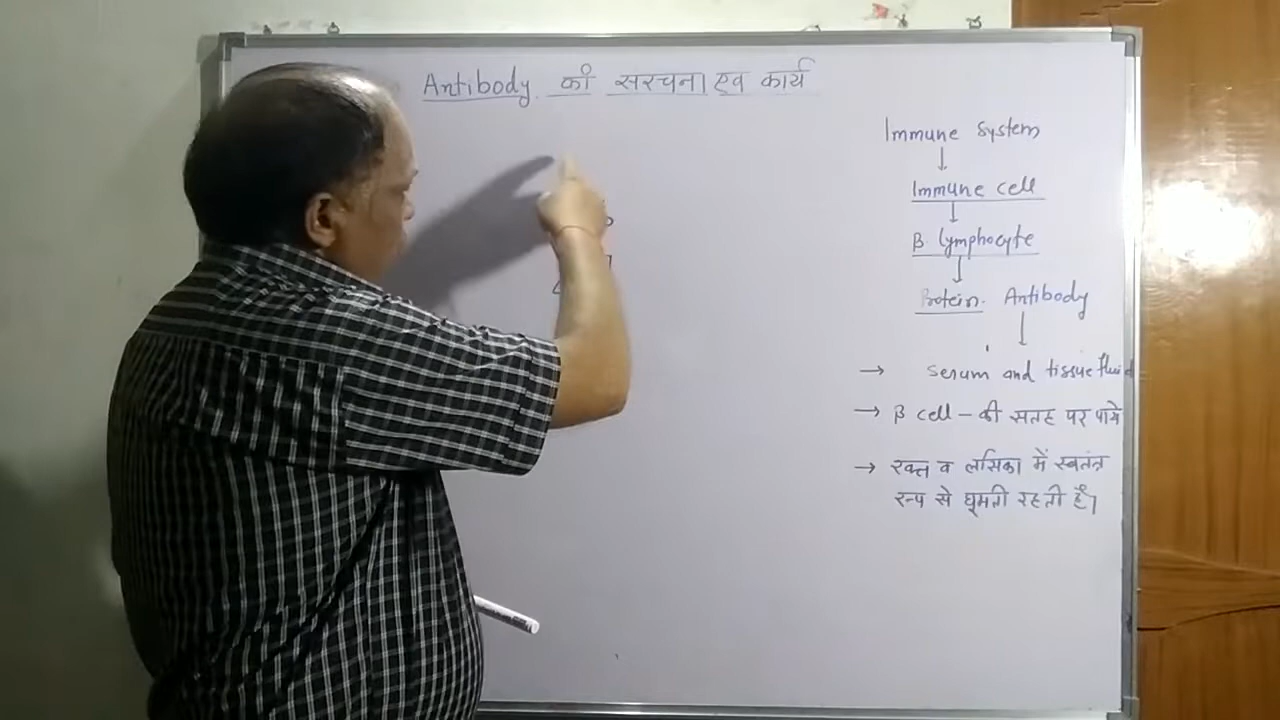 Antibody की सरचना एव कार्य
Immune System
↓
Immune cell
↓
B lymphocyte
↓
Protein. Antibody
↓
→ Serum and tissue fluid
→ B cell - की सतह पर पाये
→ रक्त व लसिका में स्वतंत्र
रूप से घूमती रहती हैं।